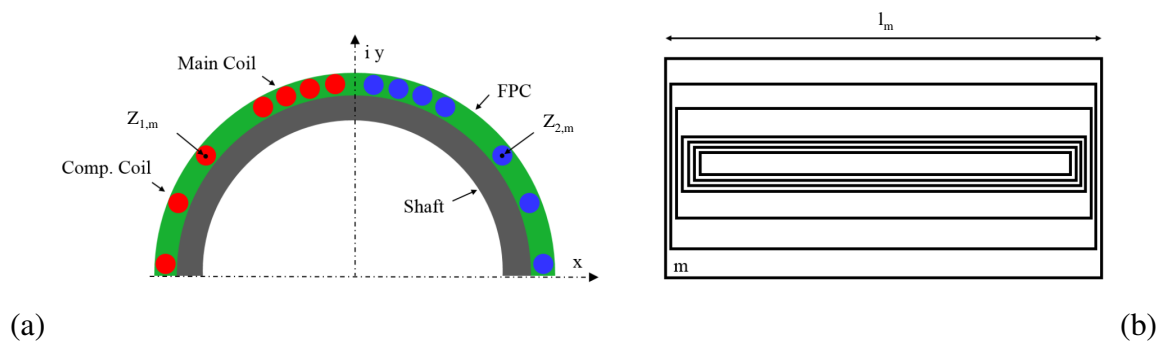 i y
Main Coil
FPC
Z1,m
Z2,m
Comp. Coil
Shaft
x
(a)
lm
m
(b)